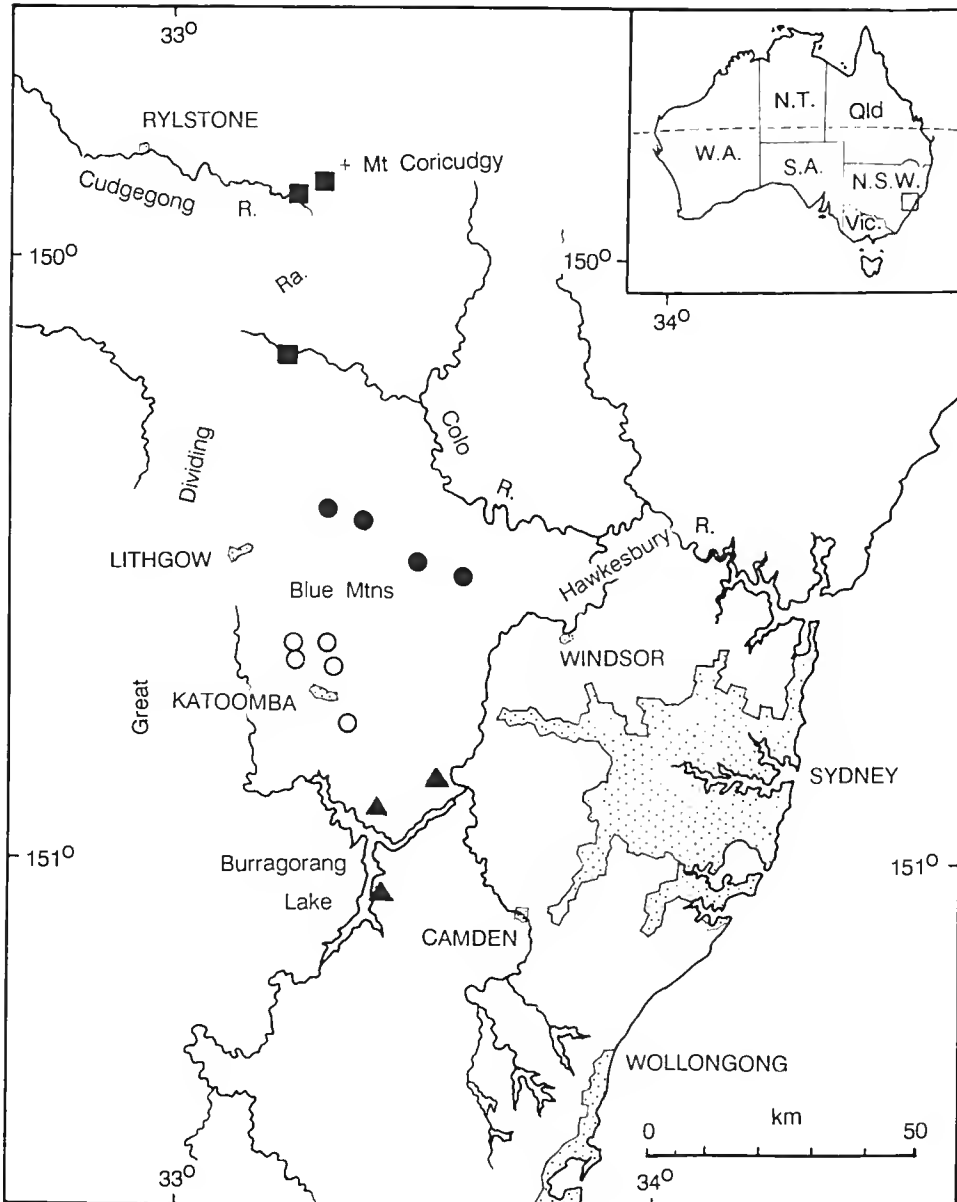 33°
RYLSTONE
+ Mt Coricudgy
Cudgegong
R.
Ra.
150°
150°
34°
N.T.
Qld
W.A.
S.A.
N.S.W.
Vic.
Colo
R.
Dividing
LITHGOW
Blue Mtns
Hawkesbury
R.
WINDSOR
KATOOMBA
Great
SYDNEY
151°
151°
Burragorang
Lake
CAMDEN
WOLLONGONG
km
0 50
33°
34°